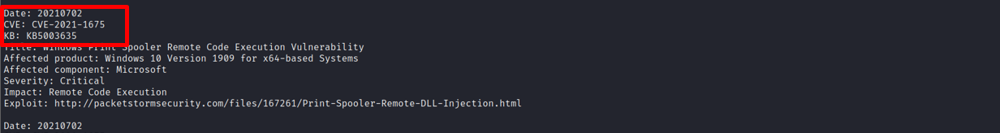 Date: 20210702
CVE: CVE-2021-1675
KB: KB5003635
Title: Windows Print Spooler Remote Code Execution Vulnerability
Affected product: Windows 10 Version 1909 for x64-based Systems
Affected component: Microsoft
Severity: Critical
Impact: Remote Code Execution
Exploit: http://packetstormsecurity.com/files/167261/Print-Spooler-Remote-DLL-Injection.html
Date: 20210702